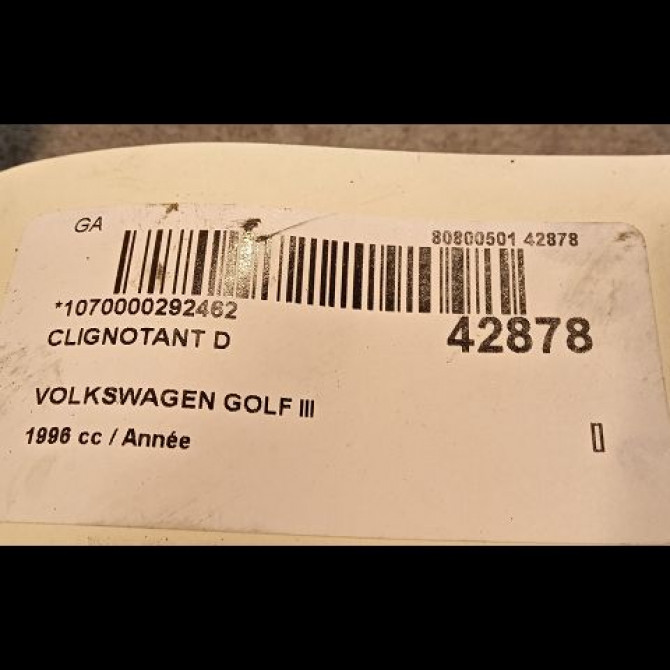 GA
80800501 42878
*1070000292462
CLIGNOTANT D
42878
VOLKSWAGEN GOLF III
1996 cc / Année